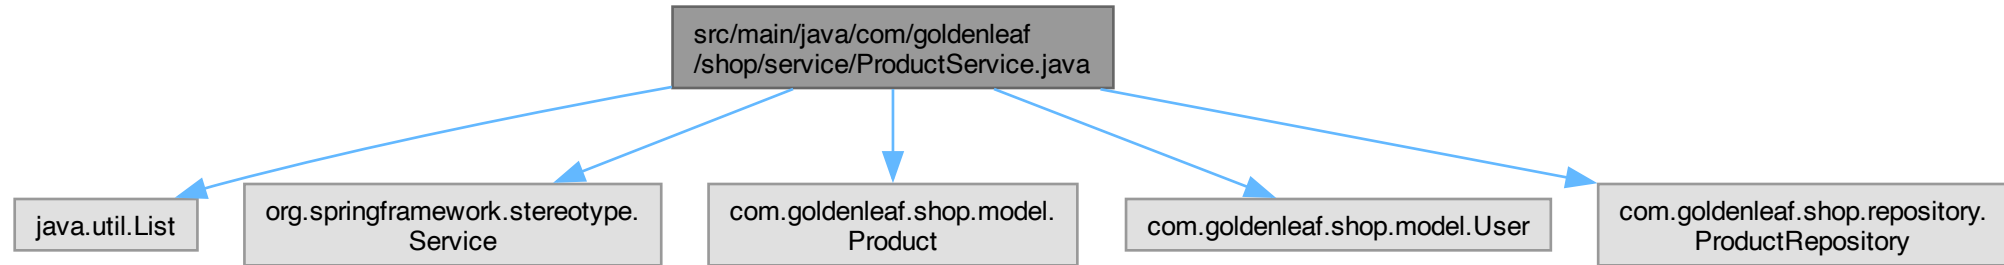 src/main/java/com/goldenleaf
/shop/service/ProductService.java
java.util.List
org.springframework.stereotype.
Service
com.goldenleaf.shop.model.
Product
com.goldenleaf.shop.model.User
com.goldenleaf.shop.repository.
ProductRepository